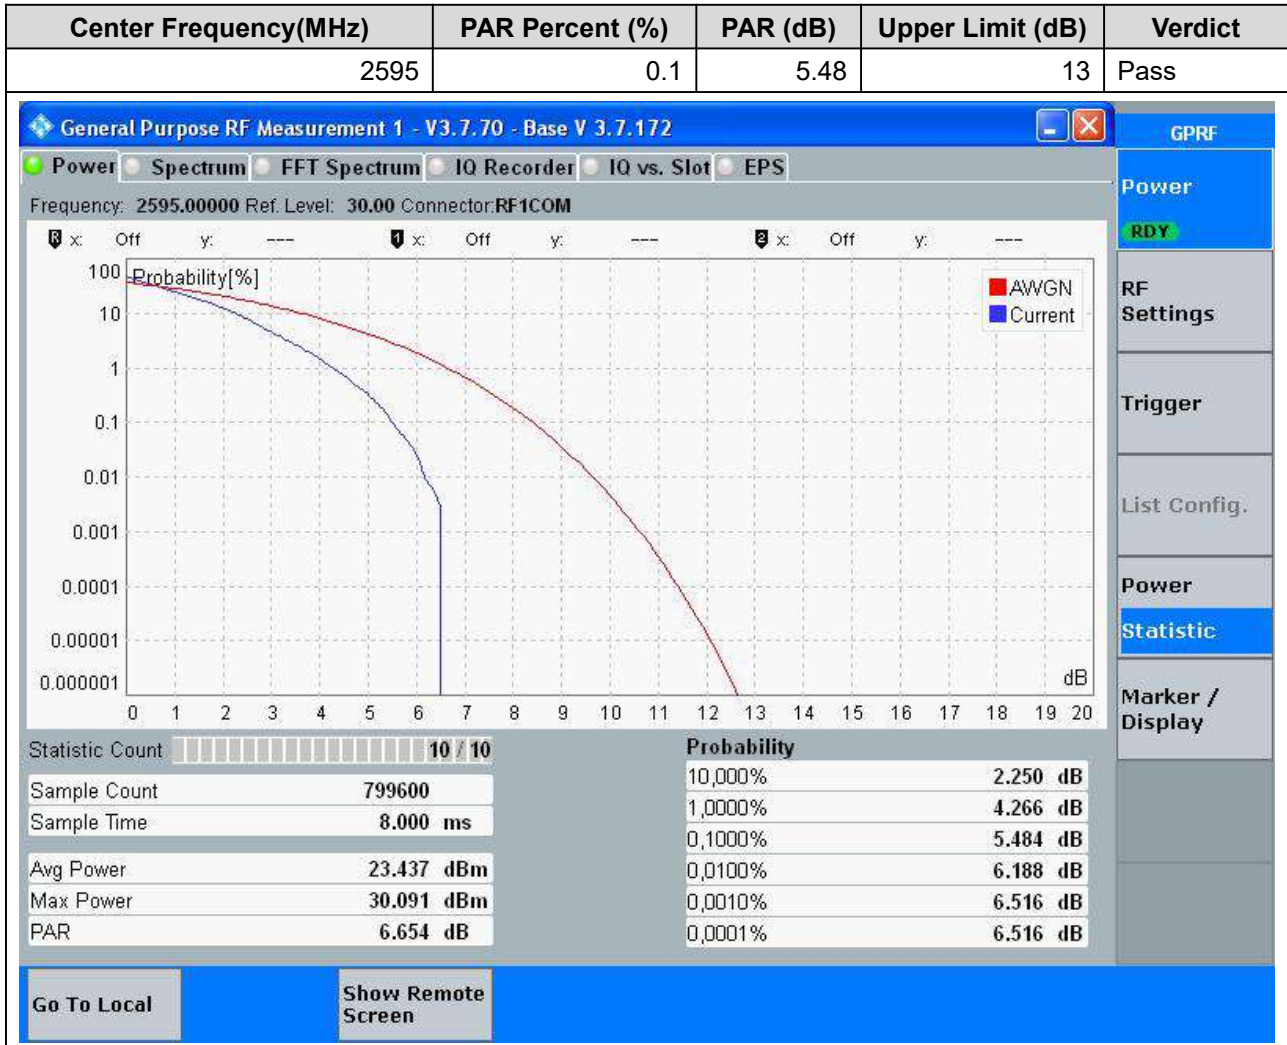 Center Frequency(MHz) PAR Percent (%) PAR (dB) Upper Limit (dB) Verdict
2595 0.1 5.48 13 Pass
General Purpose RF Measurement 1 - V3.7.70 - Base V 3.7.172
GPRF
Power Spectrum FFT Spectrum IQ Recorder IQ vs. Slot EPS
Frequency: 2595.00000 Ref. Level: 30.00 Connector:RF1COM
R x: Off y: --- 1 x: Off y: --- 2 x: Off y: ---
Probability[%]
AWGN
Current
100
10
1
0.1
0.01
0.001
0.0001
0.00001
0.000001
dB
0 1 2 3 4 5 6 7 8 9 10 11 12 13 14 15 16 17 18 19 20
Statistic Count 10 / 10
Sample Count 799600
Sample Time 8.000 ms
Avg Power 23.437 dBm
Max Power 30.091 dBm
PAR 6.654 dB
Probability
10,000% 2.250 dB
1,0000% 4.266 dB
0,1000% 5.484 dB
0,0100% 6.188 dB
0,0010% 6.516 dB
0,0001% 6.516 dB
Power
RDY
RF
Settings
Trigger
List Config.
Power
Statistic
Marker /
Display
Go To Local
Show Remote
Screen